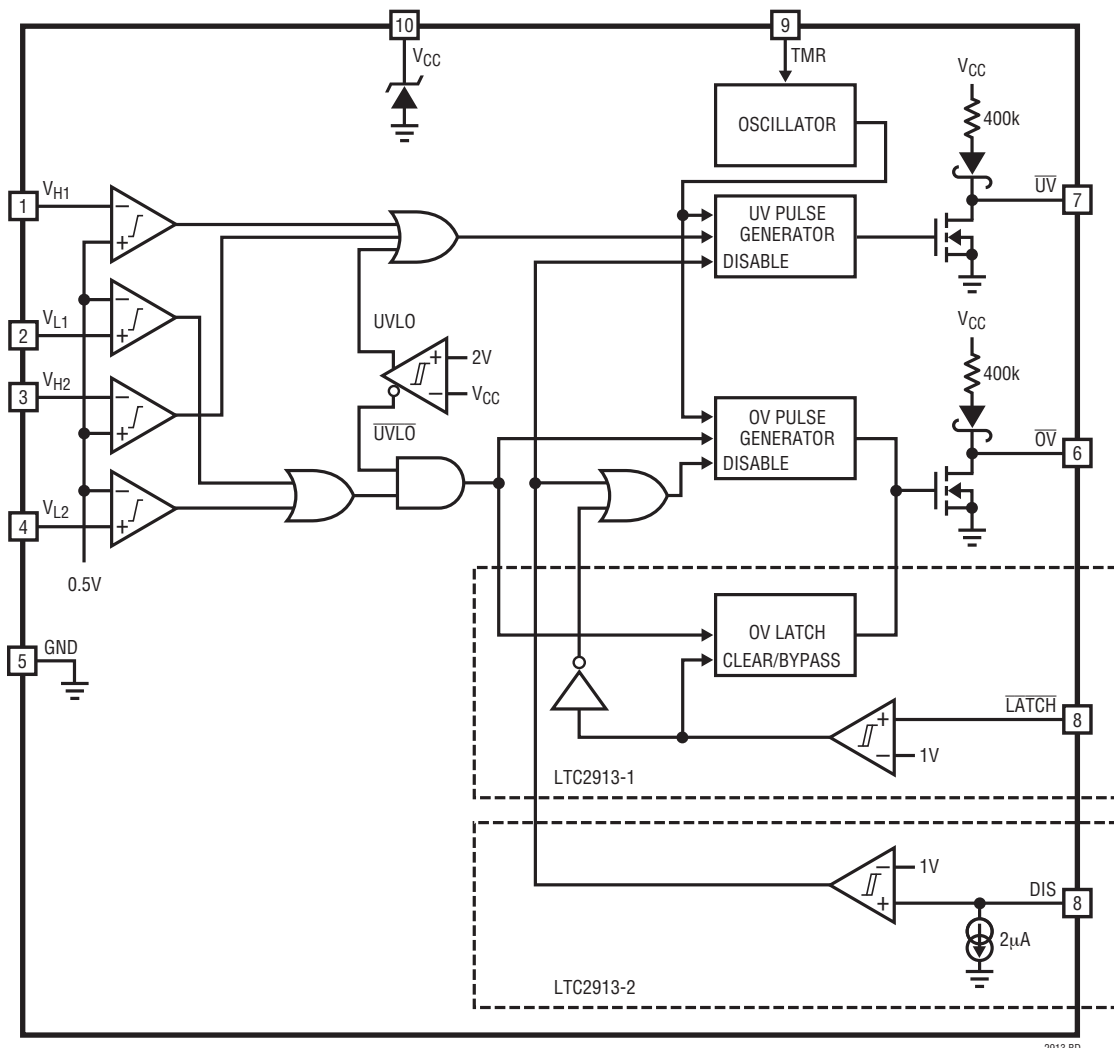 10
9
VCC
TMR
VCC
OSCILLATOR
400k
VH1
1
UV
7
UV PULSE
GENERATOR
DISABLE
VL1
2
UVLO
VCC
2V
VH2
3
VCC
400k
UVLO
OV PULSE
GENERATOR
DISABLE
OV
6
VL2
4
0.5V
OV LATCH
CLEAR/BYPASS
GND
5
LATCH
8
1V
LTC2913-1
1V
DIS
8
2µA
LTC2913-2
2913 BD